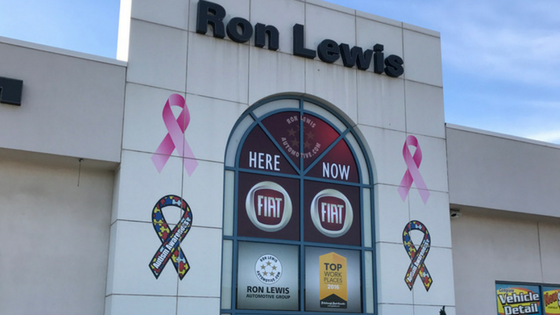 Ron Lewis
RON LEWIS
AUTOMOTIVE.COM
HERE NOW
FIAT FIAT
RON LEWIS
AUTOMOTIVE GROUP
TOP
WORK
PLACES
Vehicle
Detail